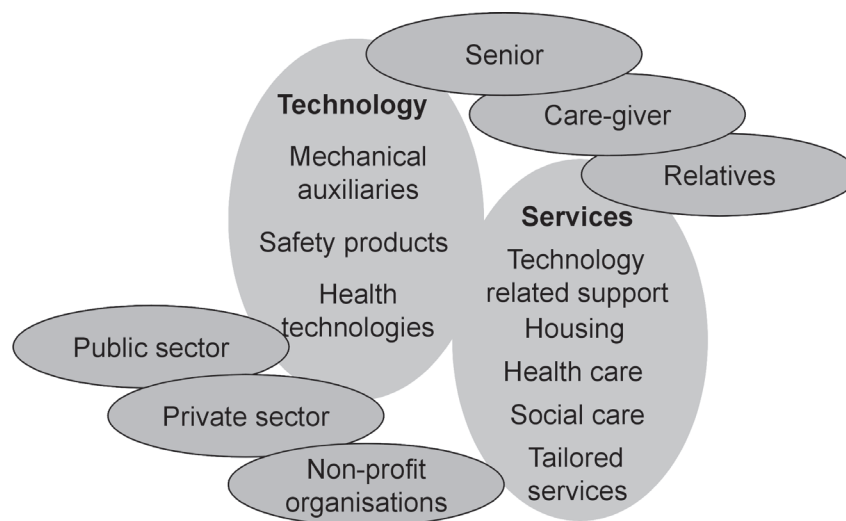 Senior
Care-giver
Relatives
Technology
Mechanical
auxiliaries
Safety products
Health
technologies
Services
Technology
related support
Housing
Health care
Social care
Tailored
services
Public sector
Private sector
Non-profit
organisations